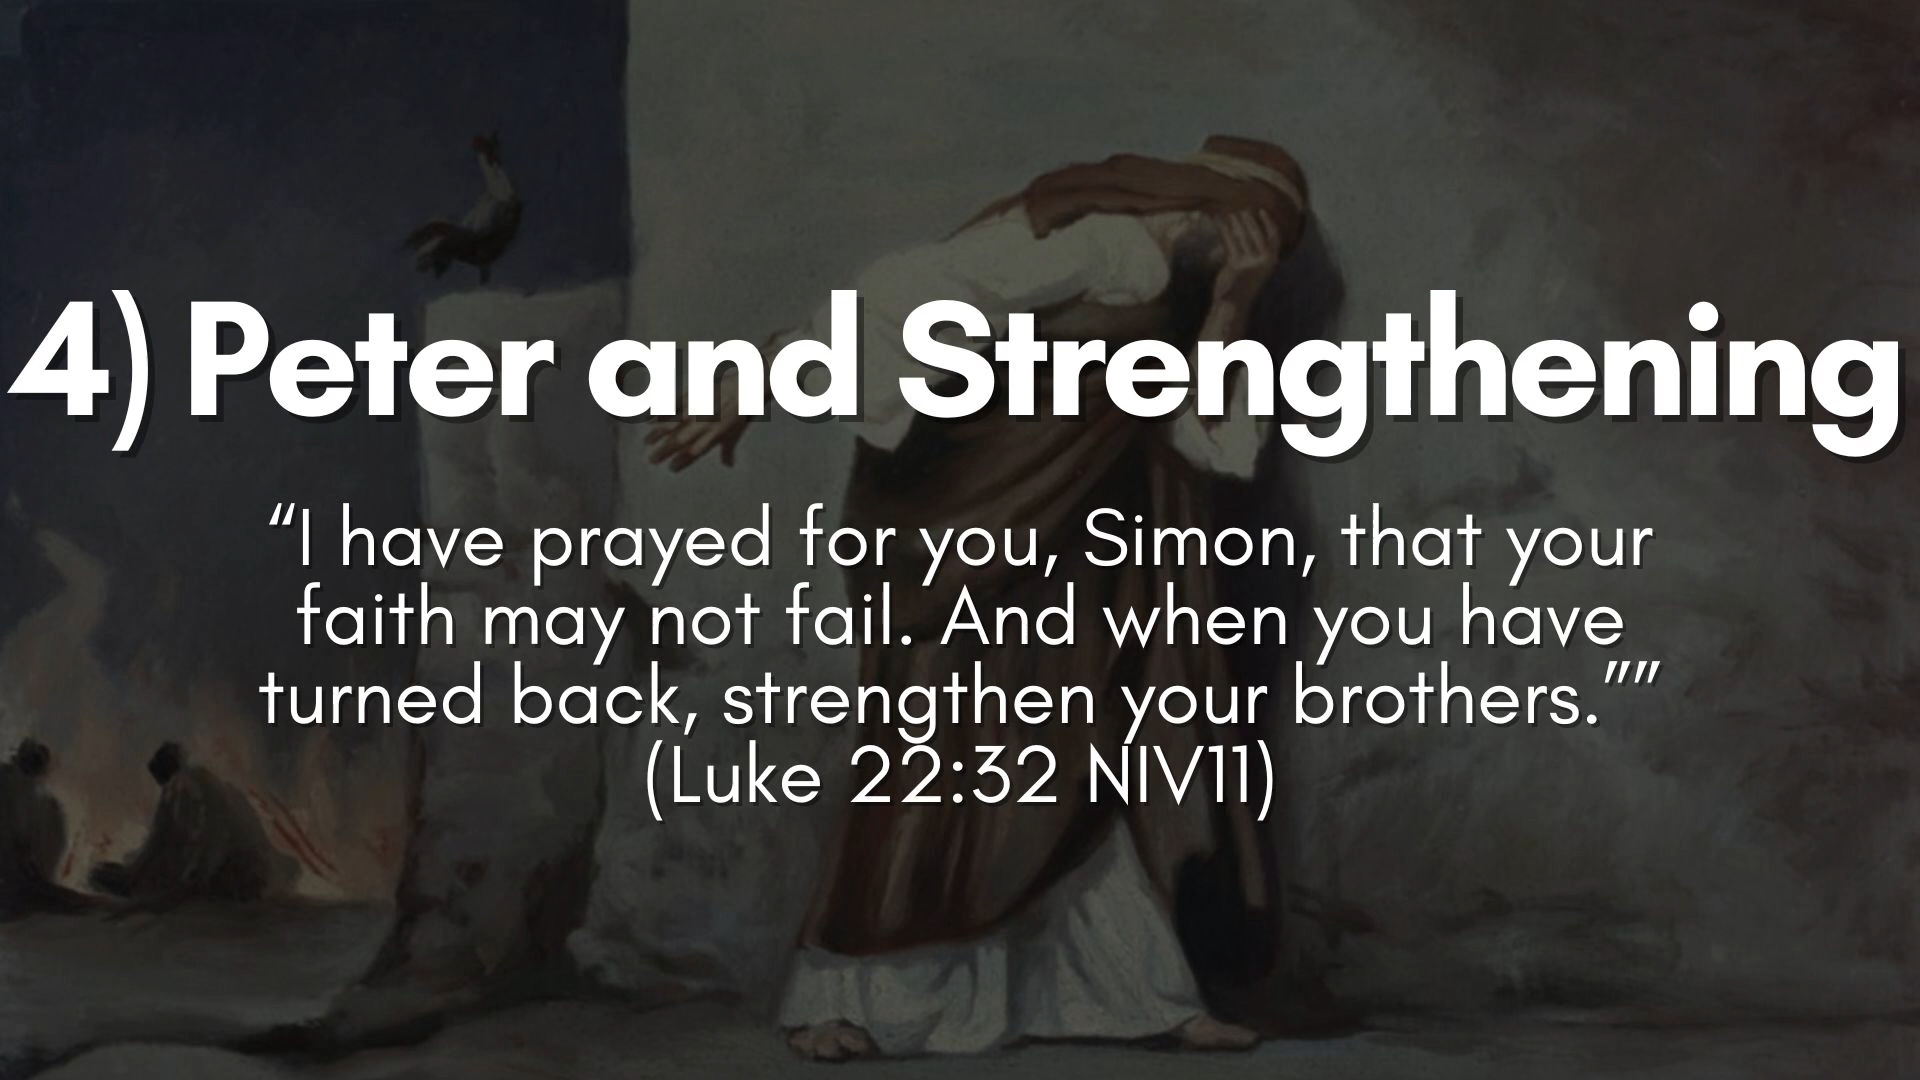 4) Peter and Strengthening
“I have prayed for you, Simon, that your
faith may not fail. And when you have
turned back, strengthen your brothers.””
(Luke 22:32 NIV11)